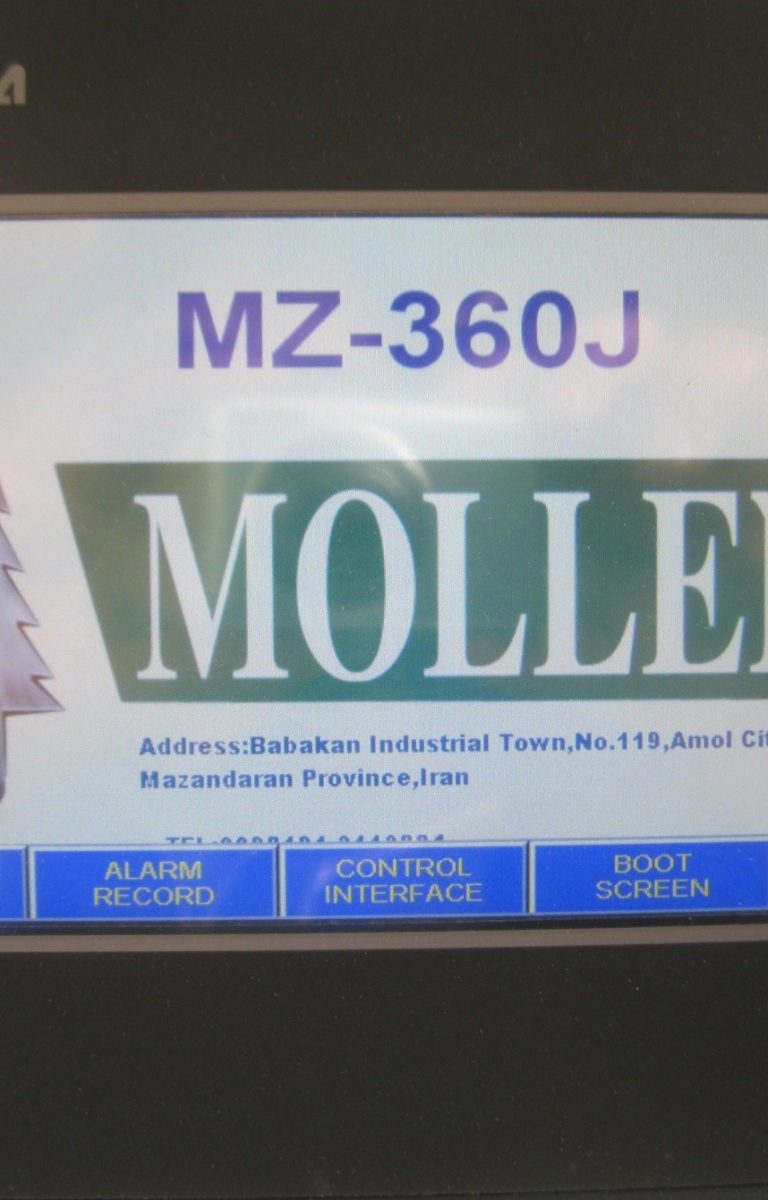 MZ-360J
MOLLE
Address:Babakan Industrial Town,No.119,Amol Cit
Mazandaran Province,Iran
ALARM
RECORD
CONTROL
INTERFACE
BOOT
SCREEN